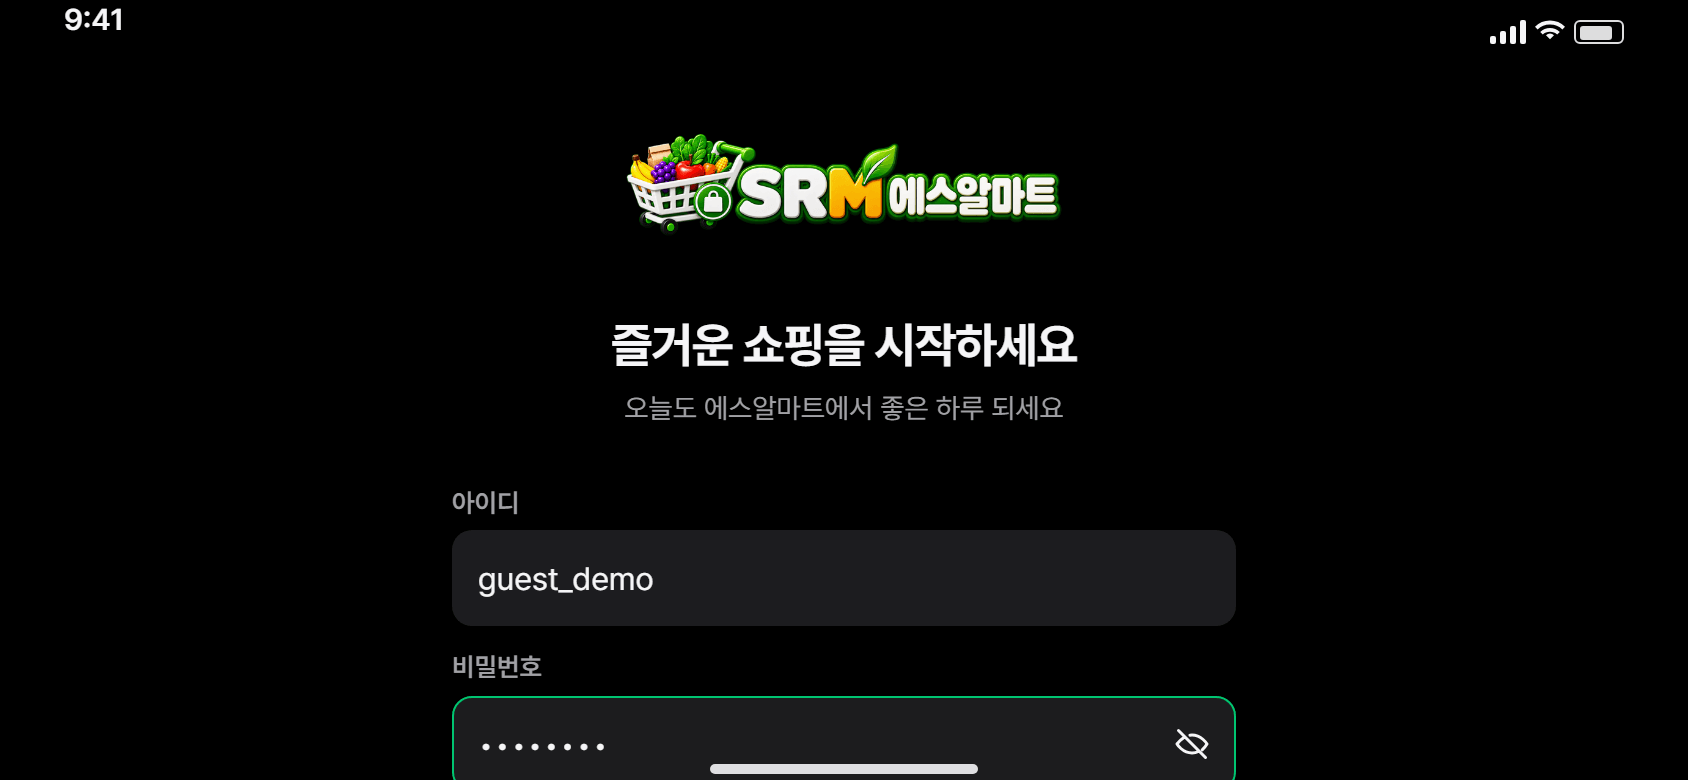 9:41
SRM 에스알마트
즐거운 쇼핑을 시작하세요
오늘도 에스알마트에서 좋은 하루 되세요
아이디
guest_demo
비밀번호
••••••••